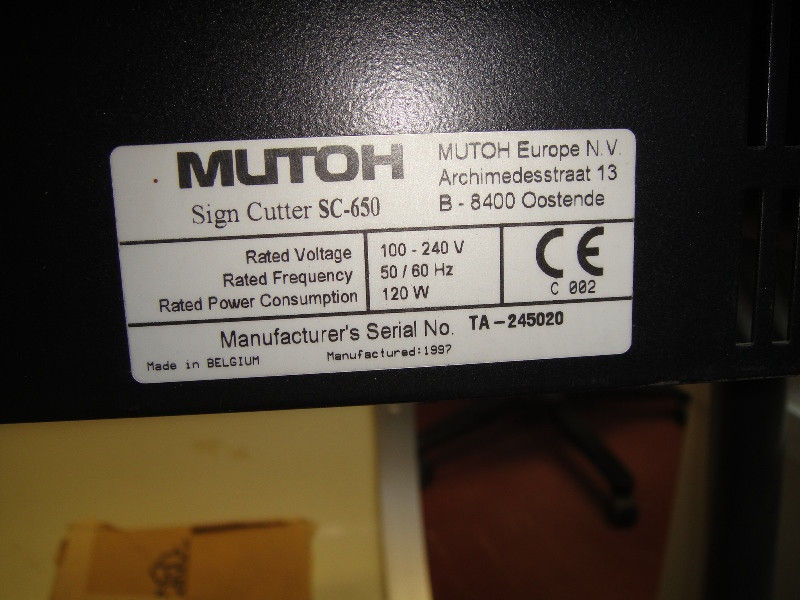 MUTOH
Sign Cutter SC-650
MUTOH Europe N.V.
Archimedesstraat 13
B - 8400 Oostende
Rated Voltage 100 - 240 V
Rated Frequency 50 / 60 Hz
Rated Power Consumption 120 W
CE
C 002
Manufacturer's Serial No. TA-245020
Made in BELGIUM Manufactured:1997